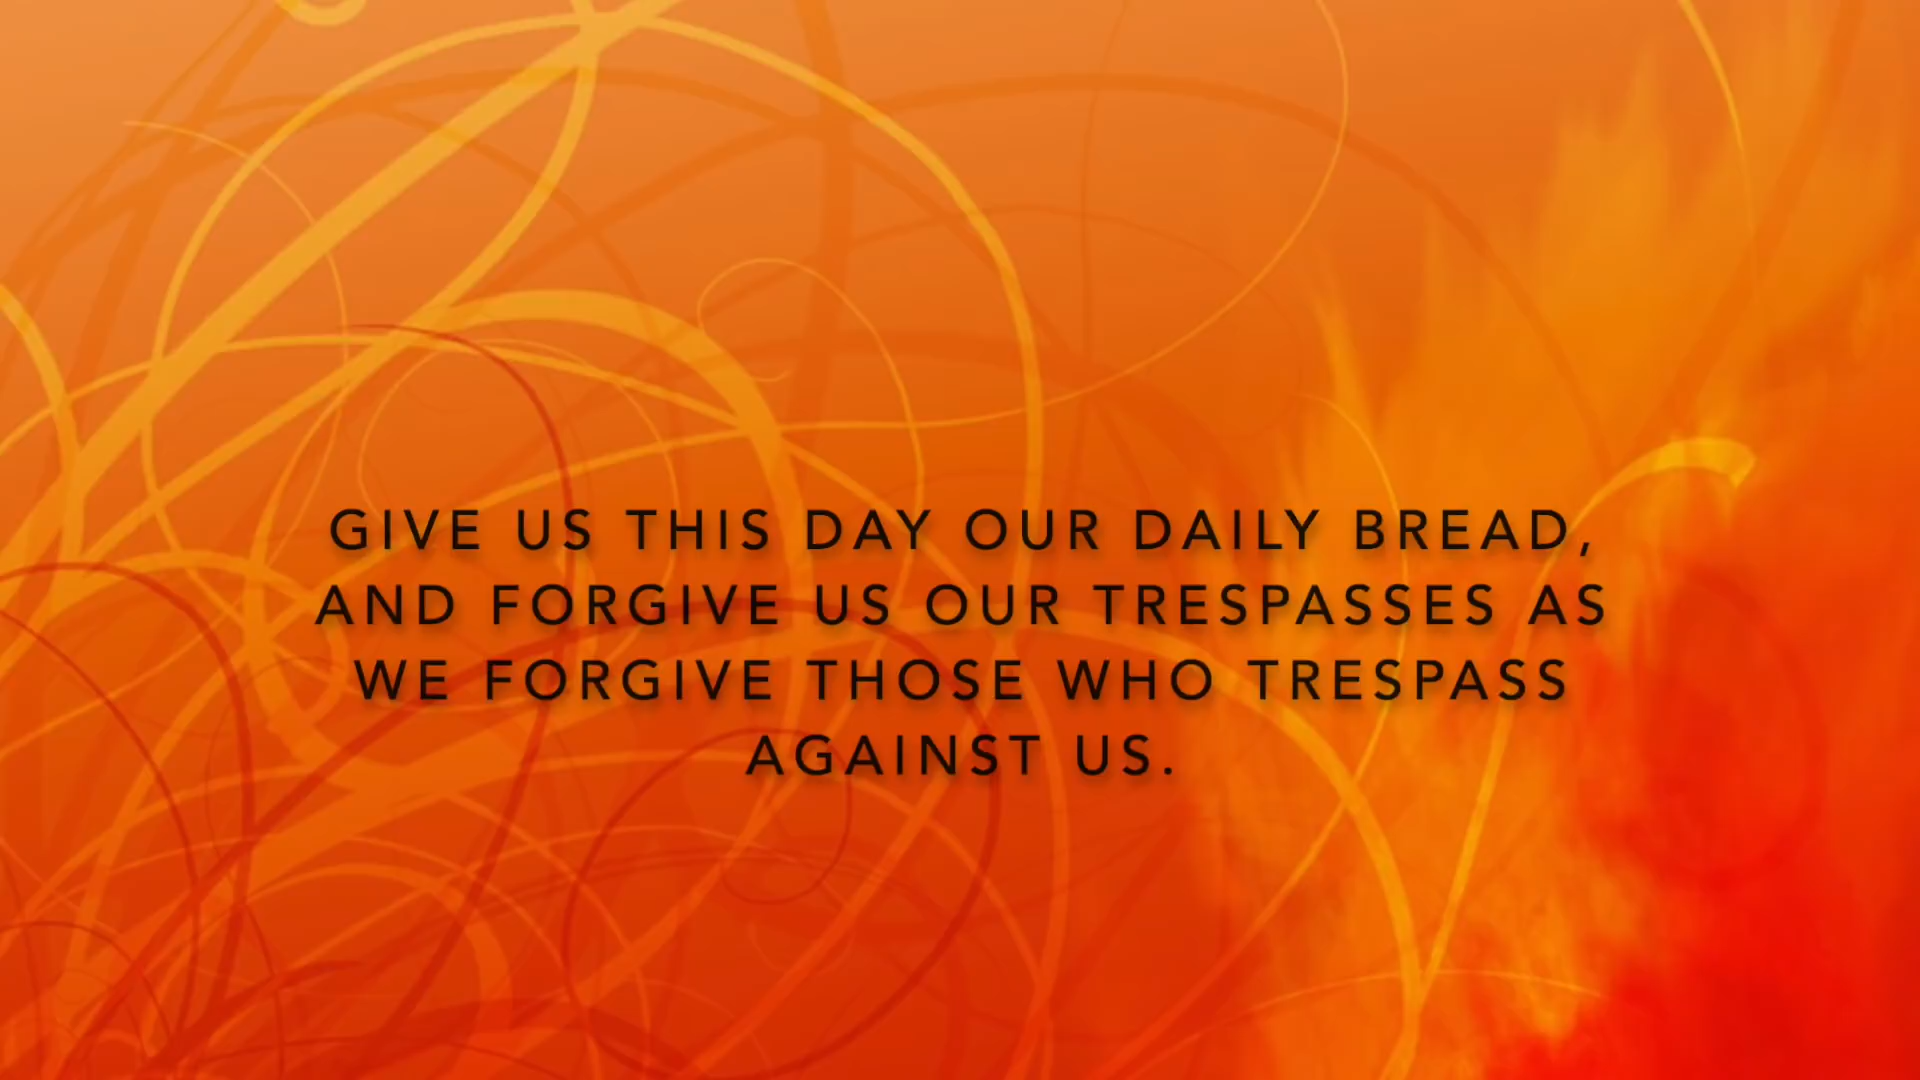 GIVE US THIS DAY OUR DAILY BREAD,
AND FORGIVE US OUR TRESPASSES AS
WE FORGIVE THOSE WHO TRESPASS
AGAINST US.